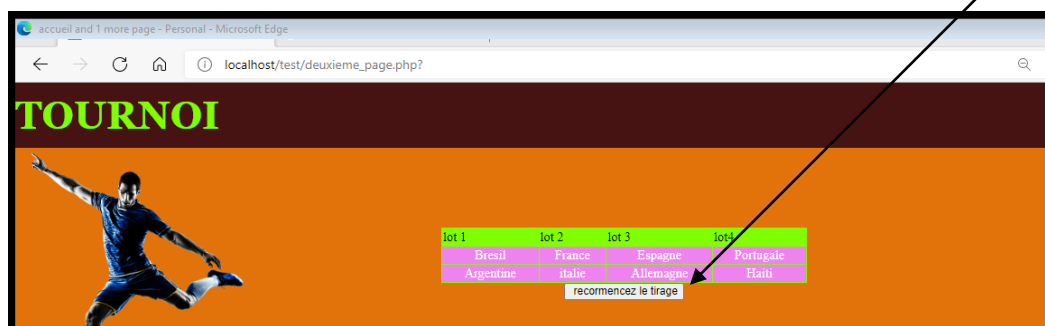 accueil and 1 more page - Personal - Microsoft Edge
localhost/test/deuxieme_page.php?
TOURNOI
lot 1 lot 2 lot 3 lot4
Bresil France Espagne Portugale
Argentine italie Allemagne Haiti
recormencez le tirage